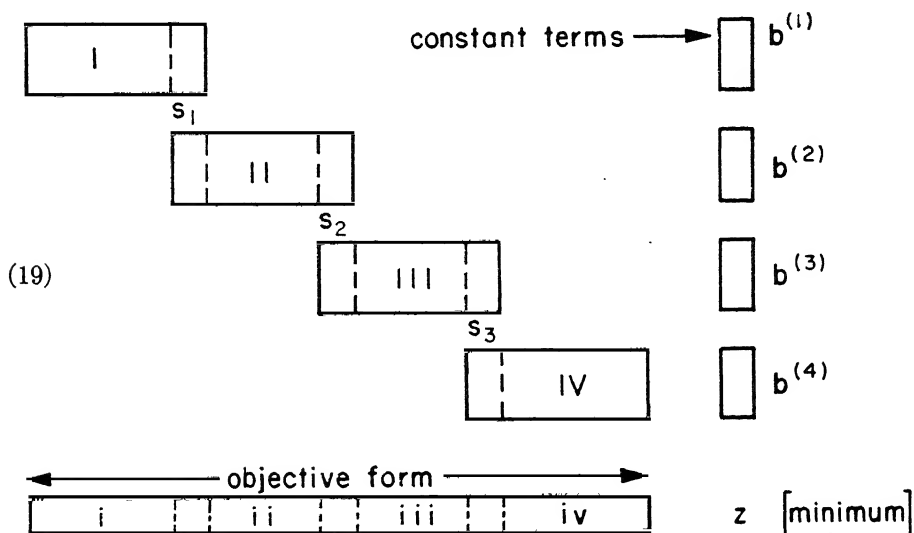 I constant terms b(1)
s1
II b(2)
s2
(19) III b(3)
s3
IV b(4)
objective form
i ii iii iv z [minimum]